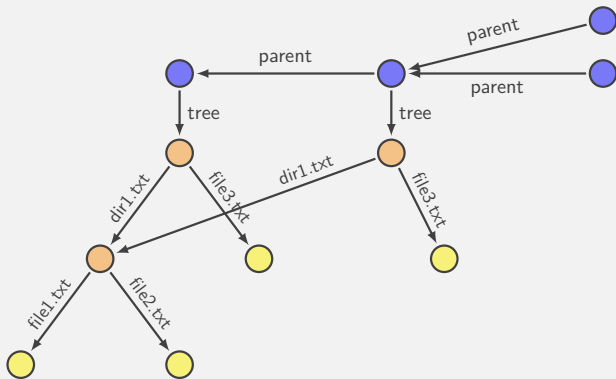 parent
parent
parent
tree
tree
dir1.txt
file3.txt
dir1.txt
file3.txt
file1.txt
file2.txt